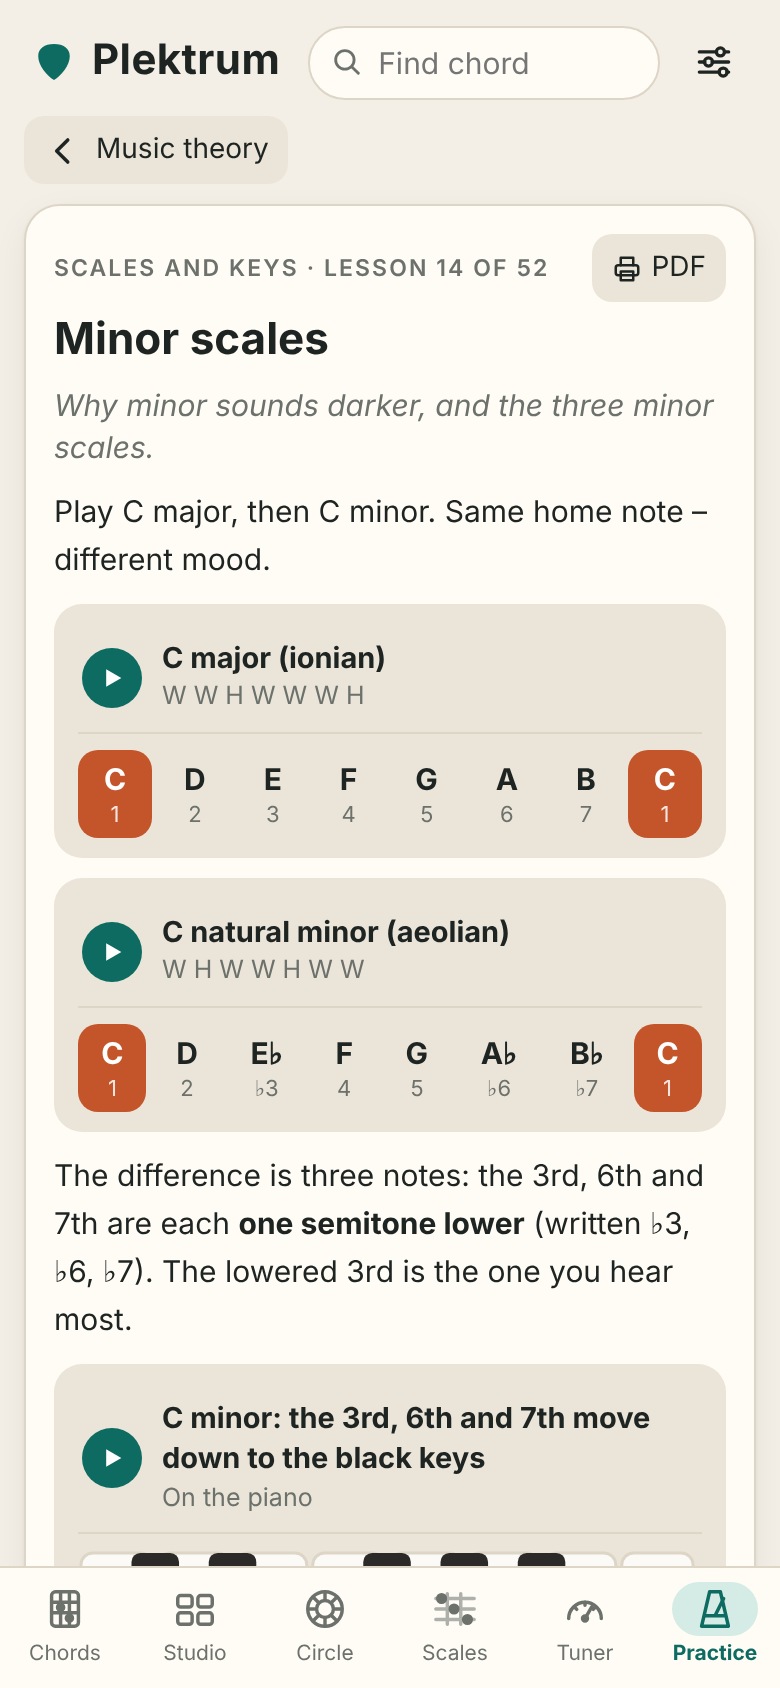 Plektrum
Find chord
Music theory
SCALES AND KEYS · LESSON 14 OF 52
PDF
Minor scales
Why minor sounds darker, and the three minor
scales.
Play C major, then C minor. Same home note –
different mood.
C major (ionian)
W W H W W W H
C D E F G A B C
1 2 3 4 5 6 7 1
C natural minor (aeolian)
W H W W H W W
C D E♭ F G A♭ B♭ C
1 2 ♭3 4 5 ♭6 ♭7 1
The difference is three notes: the 3rd, 6th and
7th are each one semitone lower (written ♭3,
♭6, ♭7). The lowered 3rd is the one you hear
most.
C minor: the 3rd, 6th and 7th move
down to the black keys
On the piano
Chords Studio Circle Scales Tuner Practice